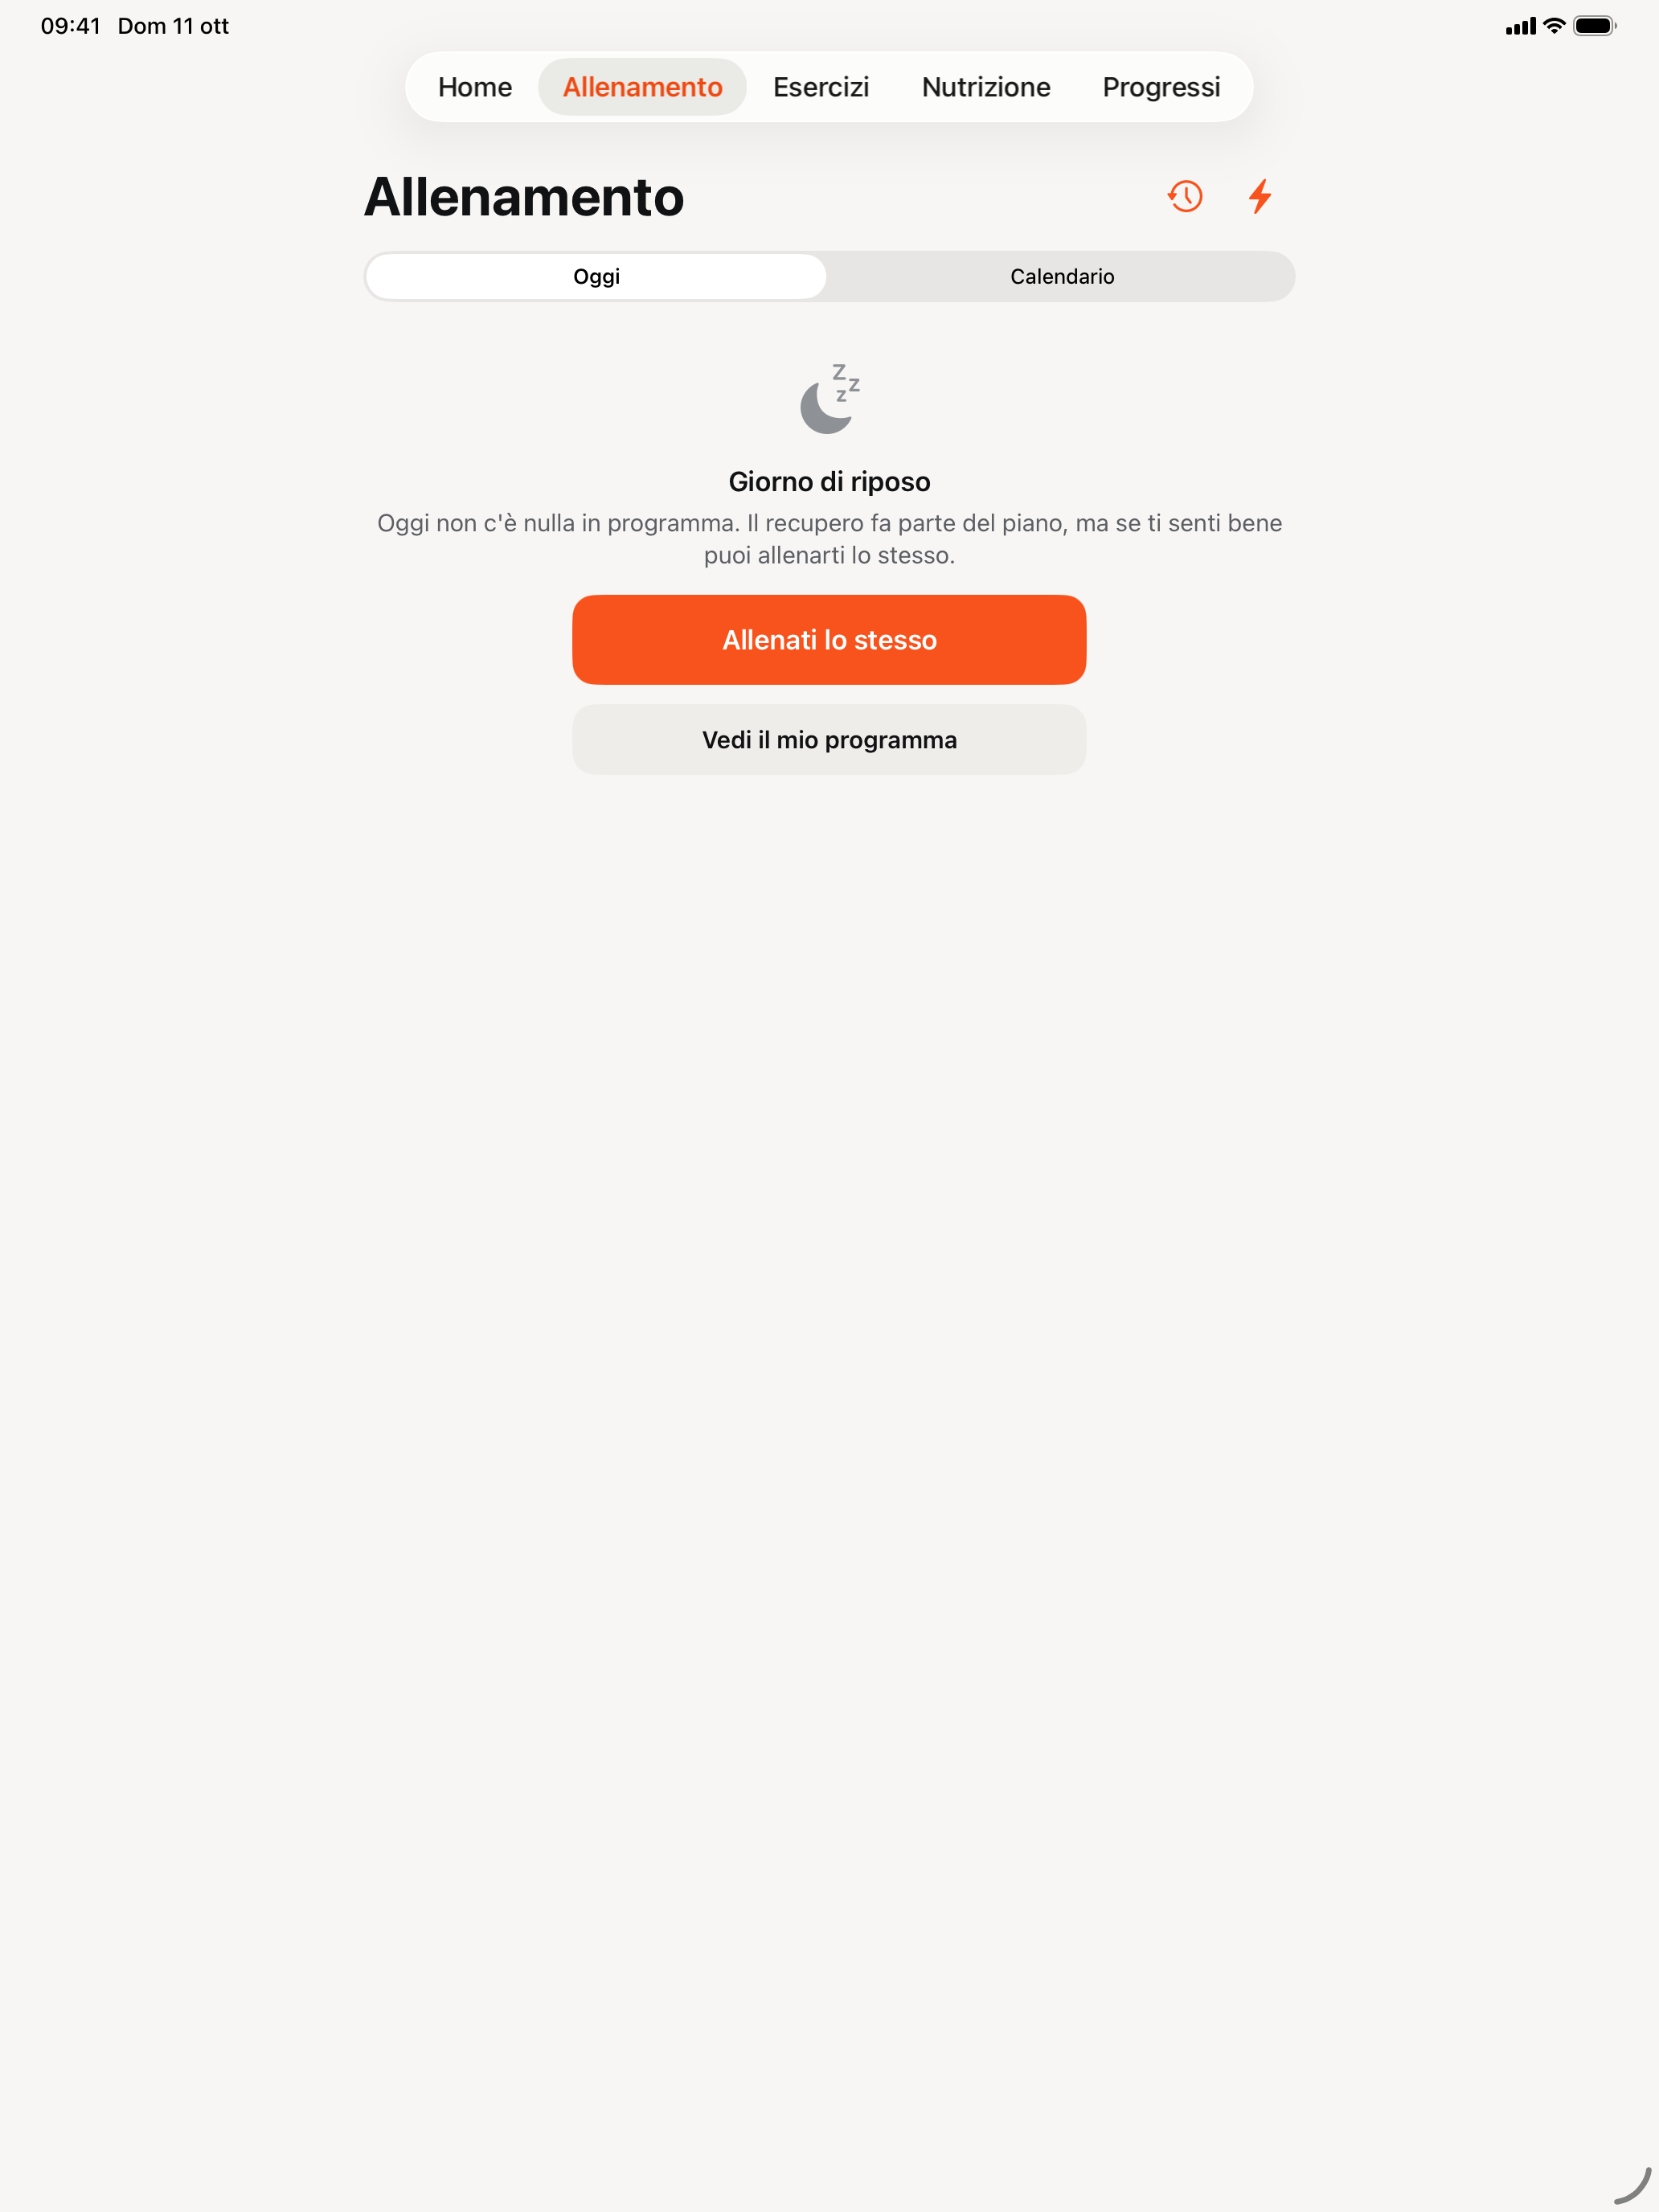 09:41 Dom 11 ott
Home Allenamento Esercizi Nutrizione Progressi
Allenamento
Oggi Calendario
z z z
Giorno di riposo
Oggi non c'è nulla in programma. Il recupero fa parte del piano, ma se ti senti bene
puoi allenarti lo stesso.
Allenati lo stesso
Vedi il mio programma